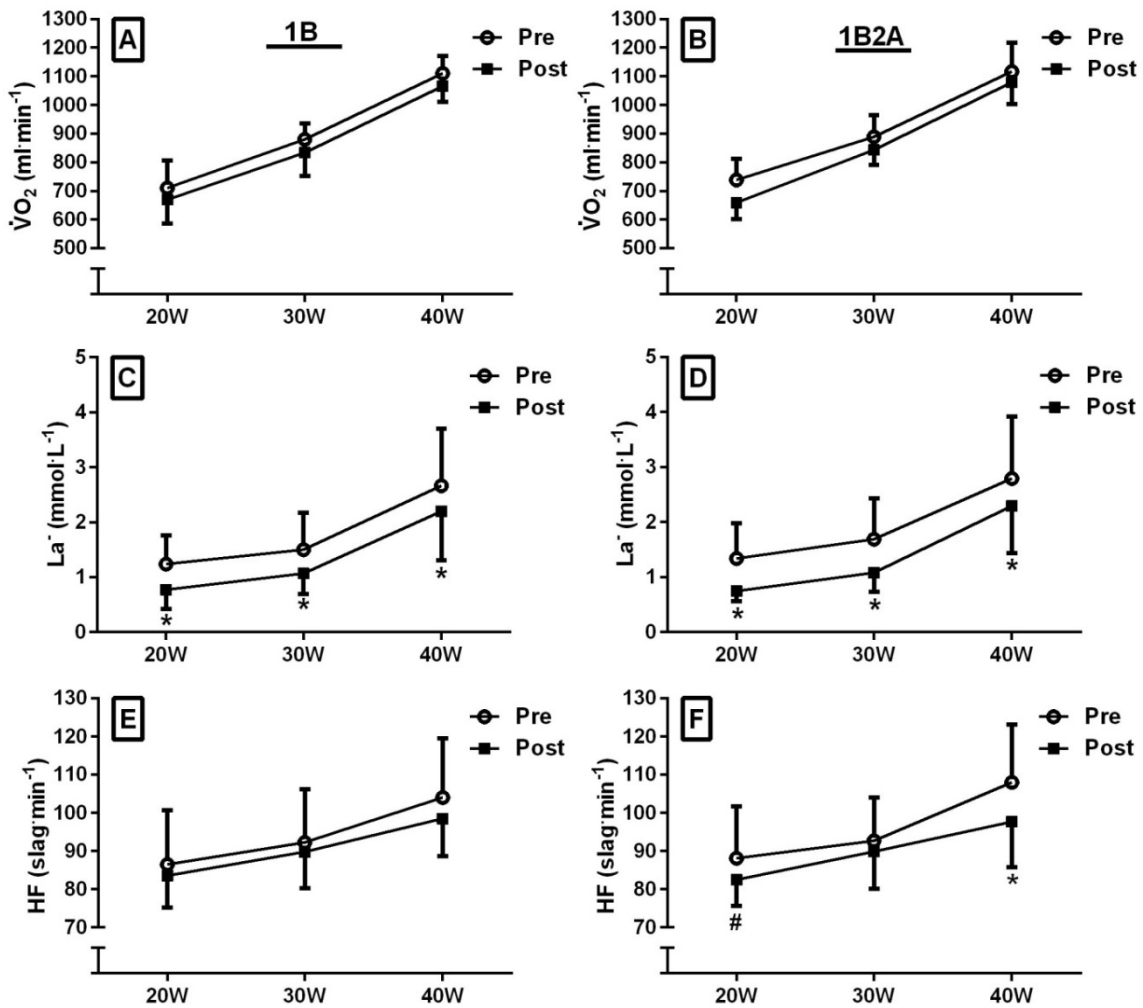 A
1B
Pre
Post
1300
1200
1100
1000
900
800
700
600
500
V̇O₂ (ml·min⁻¹)
20W 30W 40W
B
1B2A
Pre
Post
1300
1200
1100
1000
900
800
700
600
500
V̇O₂ (ml·min⁻¹)
20W 30W 40W
C
Pre
Post
5
4
3
2
1
0
La⁻ (mmol·L⁻¹)
* * *
20W 30W 40W
D
Pre
Post
5
4
3
2
1
0
La⁻ (mmol·L⁻¹)
* * *
20W 30W 40W
E
Pre
Post
130
120
110
100
90
80
70
HF (slag·min⁻¹)
20W 30W 40W
F
Pre
Post
130
120
110
100
90
80
70
HF (slag·min⁻¹)
# *
20W 30W 40W